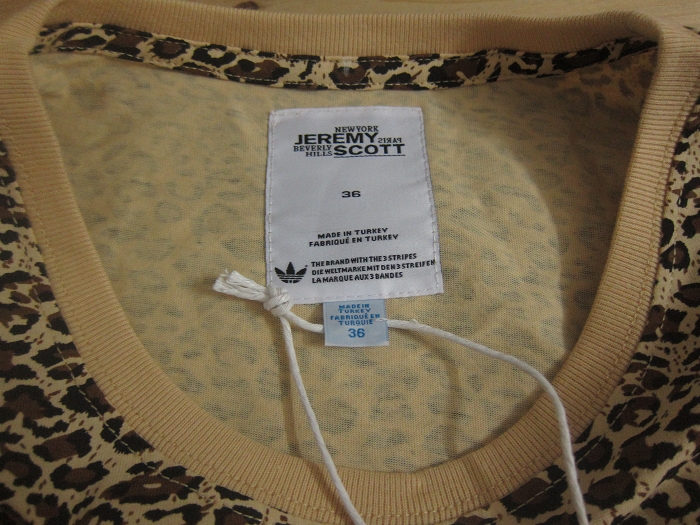 NEW YORK
JEREMY PARIS
BEVERLY HILLS SCOTT
36
MADE IN TURKEY
FABRIQUÉ EN TURKEY
THE BRAND WITH THE 3 STRIPES
DIE WELTMARKE MIT DEN 3 STREIFEN
LA MARQUE AUX 3 BANDES
MADE IN
TURKEY
FABRIQUÉ EN
TURQUIE
36